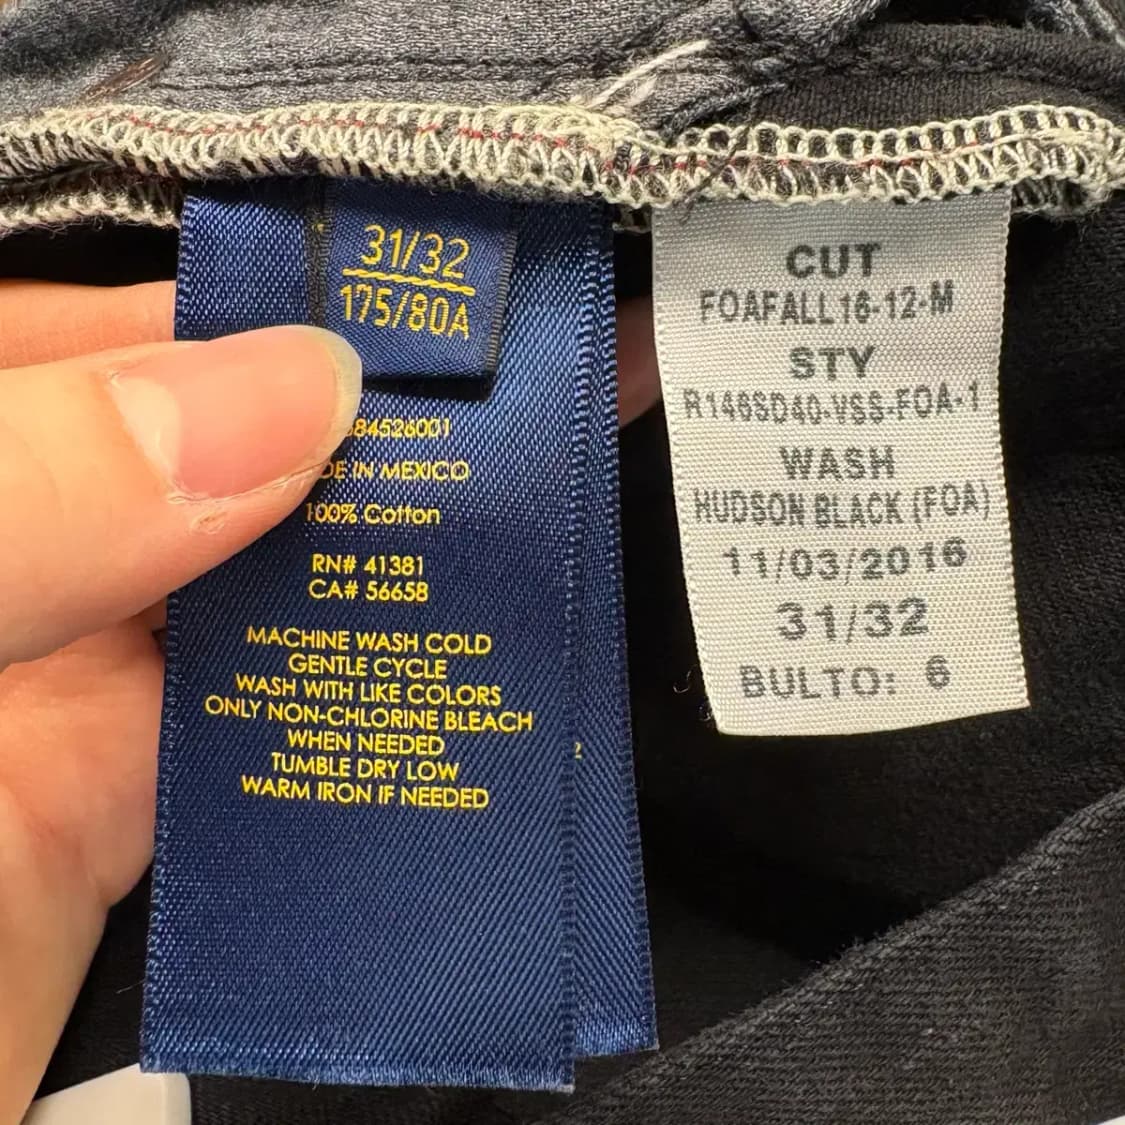 31/32
175/80A
84526001
DE IN MEXICO
100% Cotton
RN# 41381
CA# 56658
MACHINE WASH COLD
GENTLE CYCLE
WASH WITH LIKE COLORS
ONLY NON-CHLORINE BLEACH
WHEN NEEDED
TUMBLE DRY LOW
WARM IRON IF NEEDED
2
CUT
FOAFALL16-12-M
STY
R146SD40-VSS-FOA-1
WASH
HUDSON BLACK (FOA)
11/03/2016
31/32
BULTO: 6